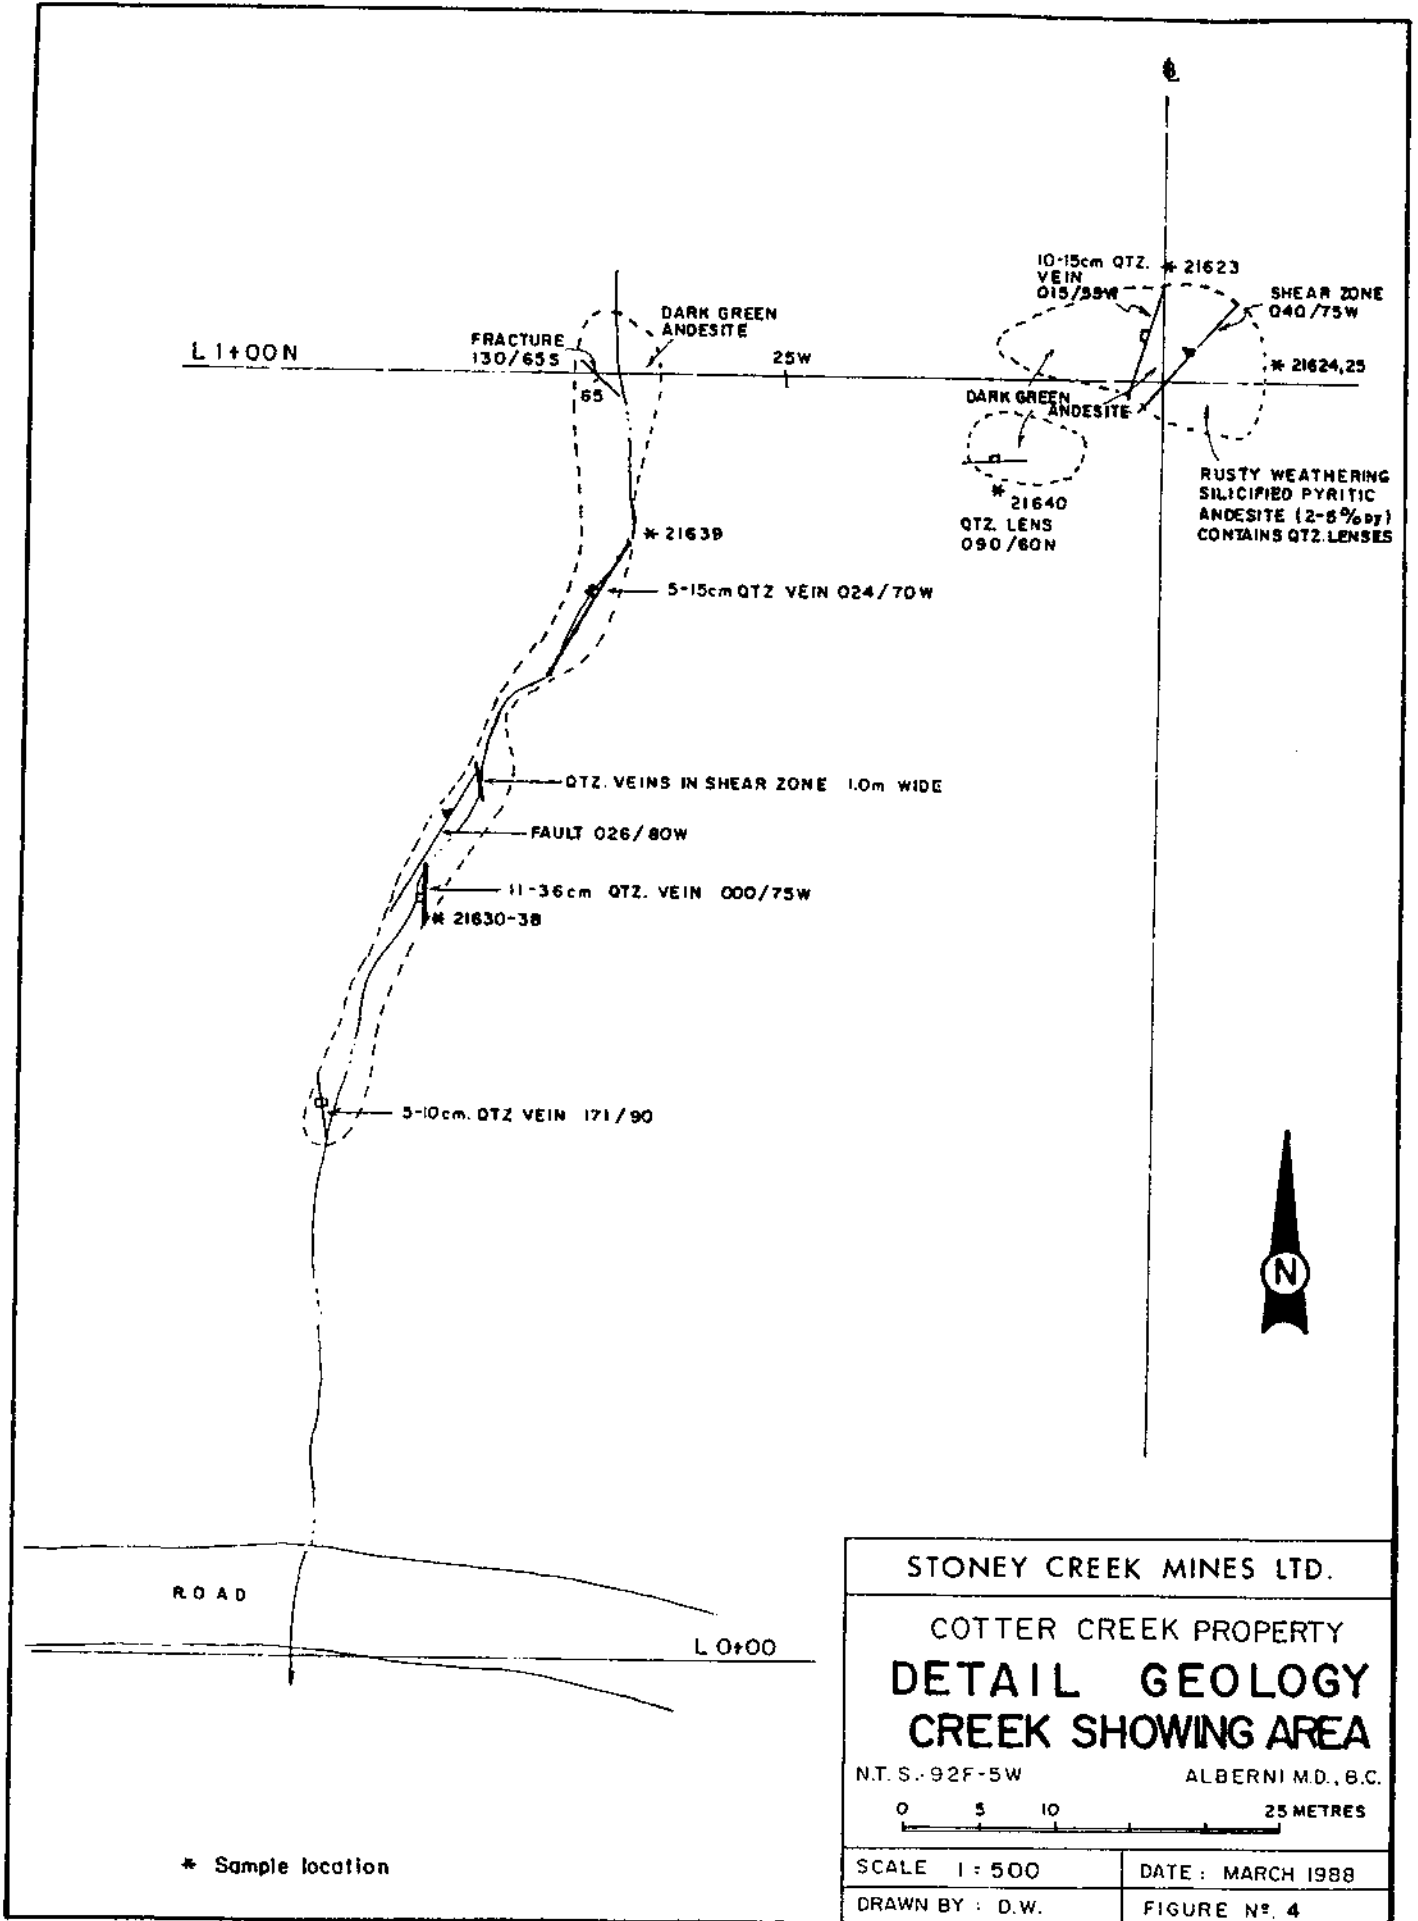 ℄
10-15cm QTZ.
VEIN
015/55W
* 21623
SHEAR ZONE
040/75W
DARK GREEN
ANDESITE
FRACTURE
130/65S
L 1+00N
25W
* 21624,25
65
DARK GREEN
ANDESITE
* 21640
QTZ. LENS
090/60N
RUSTY WEATHERING
SILICIFIED PYRITIC
ANDESITE (2-5% py)
CONTAINS QTZ. LENSES
* 21639
5-15cm QTZ VEIN 024/70W
QTZ. VEINS IN SHEAR ZONE 1.0m WIDE
FAULT 026/80W
11-36cm QTZ. VEIN 000/75W
* 21630-38
5-10cm. QTZ VEIN 171/90
N
ROAD
L 0+00
STONEY CREEK MINES LTD.
COTTER CREEK PROPERTY
DETAIL GEOLOGY
CREEK SHOWING AREA
N.T.S.-92F-5W ALBERNI M.D., B.C.
0 5 10 25 METRES
SCALE 1:500
DATE: MARCH 1988
DRAWN BY: D.W.
FIGURE Nº. 4
* Sample location